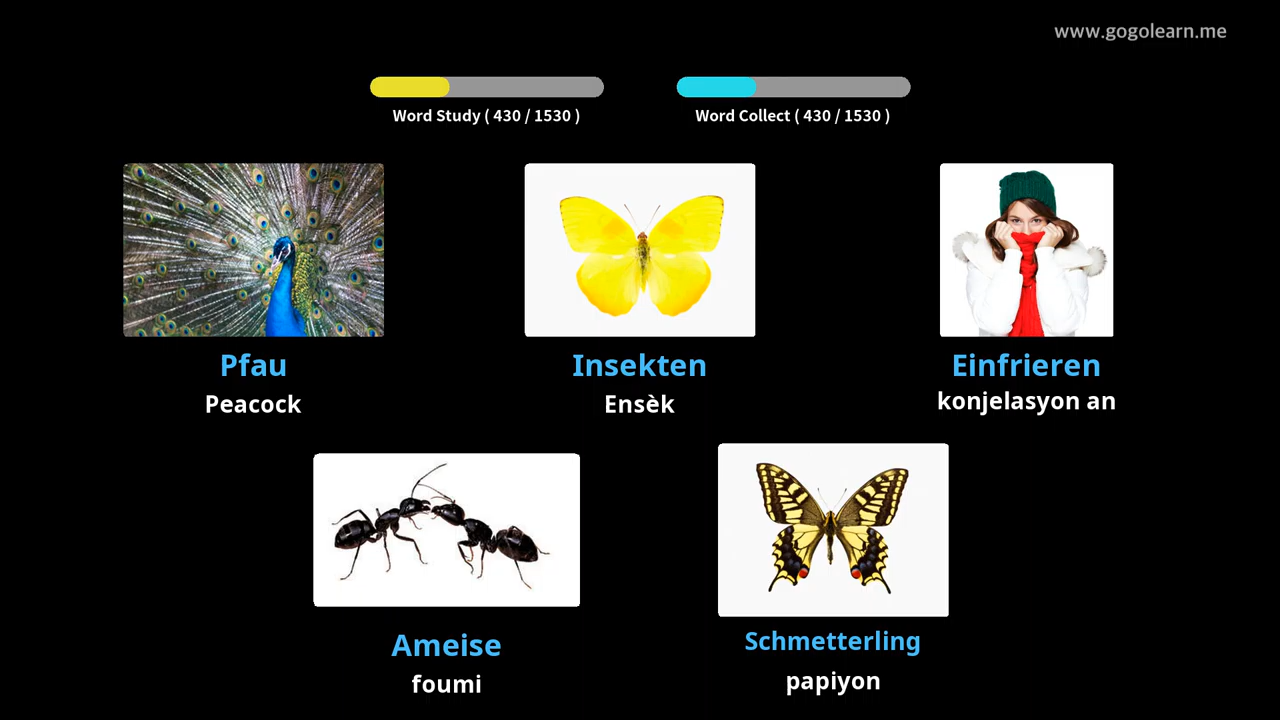 www.gogolearn.me
Word Study ( 430 / 1530 )
Word Collect ( 430 / 1530 )
Pfau
Peacock
Insekten
Ensèk
Einfrieren
konjelasyon an
Ameise
foumi
Schmetterling
papiyon